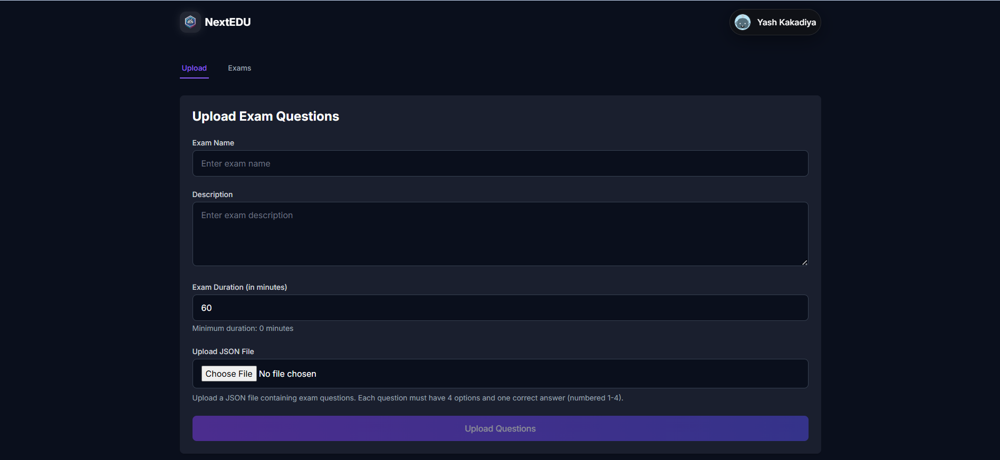 NextEDU
Yash Kakadiya
Upload
Exams
Upload Exam Questions
Exam Name
Enter exam name
Description
Enter exam description
Exam Duration (in minutes)
60
Minimum duration: 0 minutes
Upload JSON File
Choose File No file chosen
Upload a JSON file containing exam questions. Each question must have 4 options and one correct answer (numbered 1-4).
Upload Questions